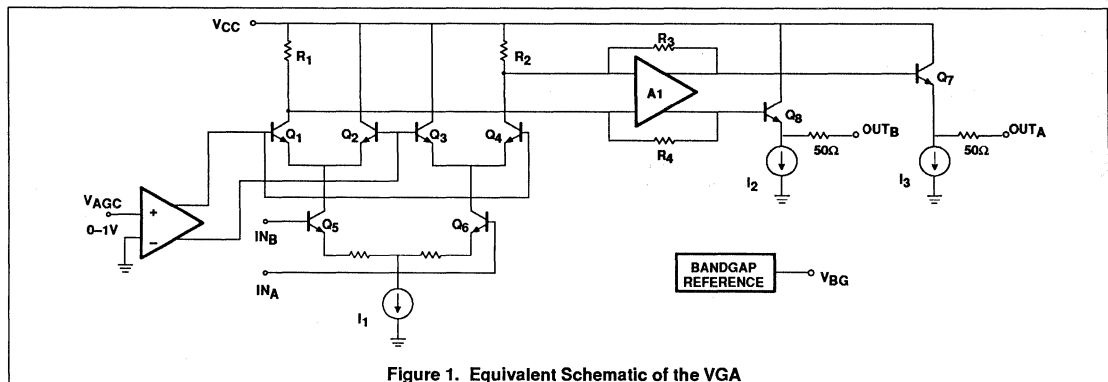 VCC
R1
R2
R3
A1
R4
Q7
Q8
OUTB
50Ω
OUTA
50Ω
Q1
Q2
Q3
Q4
I2
I3
VAGC
0–1V
+
–
INB
Q5
Q6
INA
I1
BANDGAP
REFERENCE
VBG
Figure 1. Equivalent Schematic of the VGA